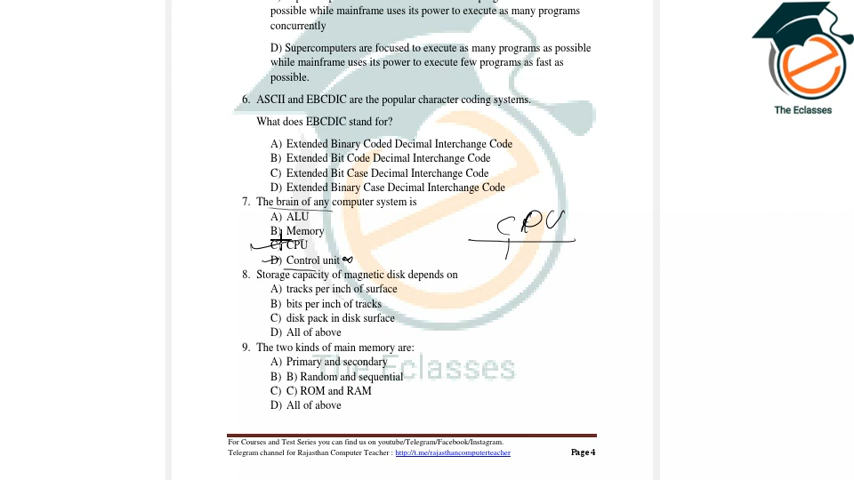 possible while mainframe uses its power to execute as many programs
concurrently
D) Supercomputers are focused to execute as many programs as possible
while mainframe uses its power to execute few programs as fast as
possible.
6. ASCII and EBCDIC are the popular character coding systems.
What does EBCDIC stand for?
A) Extended Binary Coded Decimal Interchange Code
B) Extended Bit Code Decimal Interchange Code
C) Extended Bit Case Decimal Interchange Code
D) Extended Binary Case Decimal Interchange Code
7. The brain of any computer system is
A) ALU
B) Memory
C) CPU
D) Control unit
CPU
8. Storage capacity of magnetic disk depends on
A) tracks per inch of surface
B) bits per inch of tracks
C) disk pack in disk surface
D) All of above
9. The two kinds of main memory are:
A) Primary and secondary
B) B) Random and sequential
C) C) ROM and RAM
D) All of above
For Courses and Test Series you can find us on youtube/Telegram/Facebook/Instagram.
Telegram channel for Rajasthan Computer Teacher : http://t.me/rajasthancomputerteacher Page 4
The Eclasses
The Eclasses